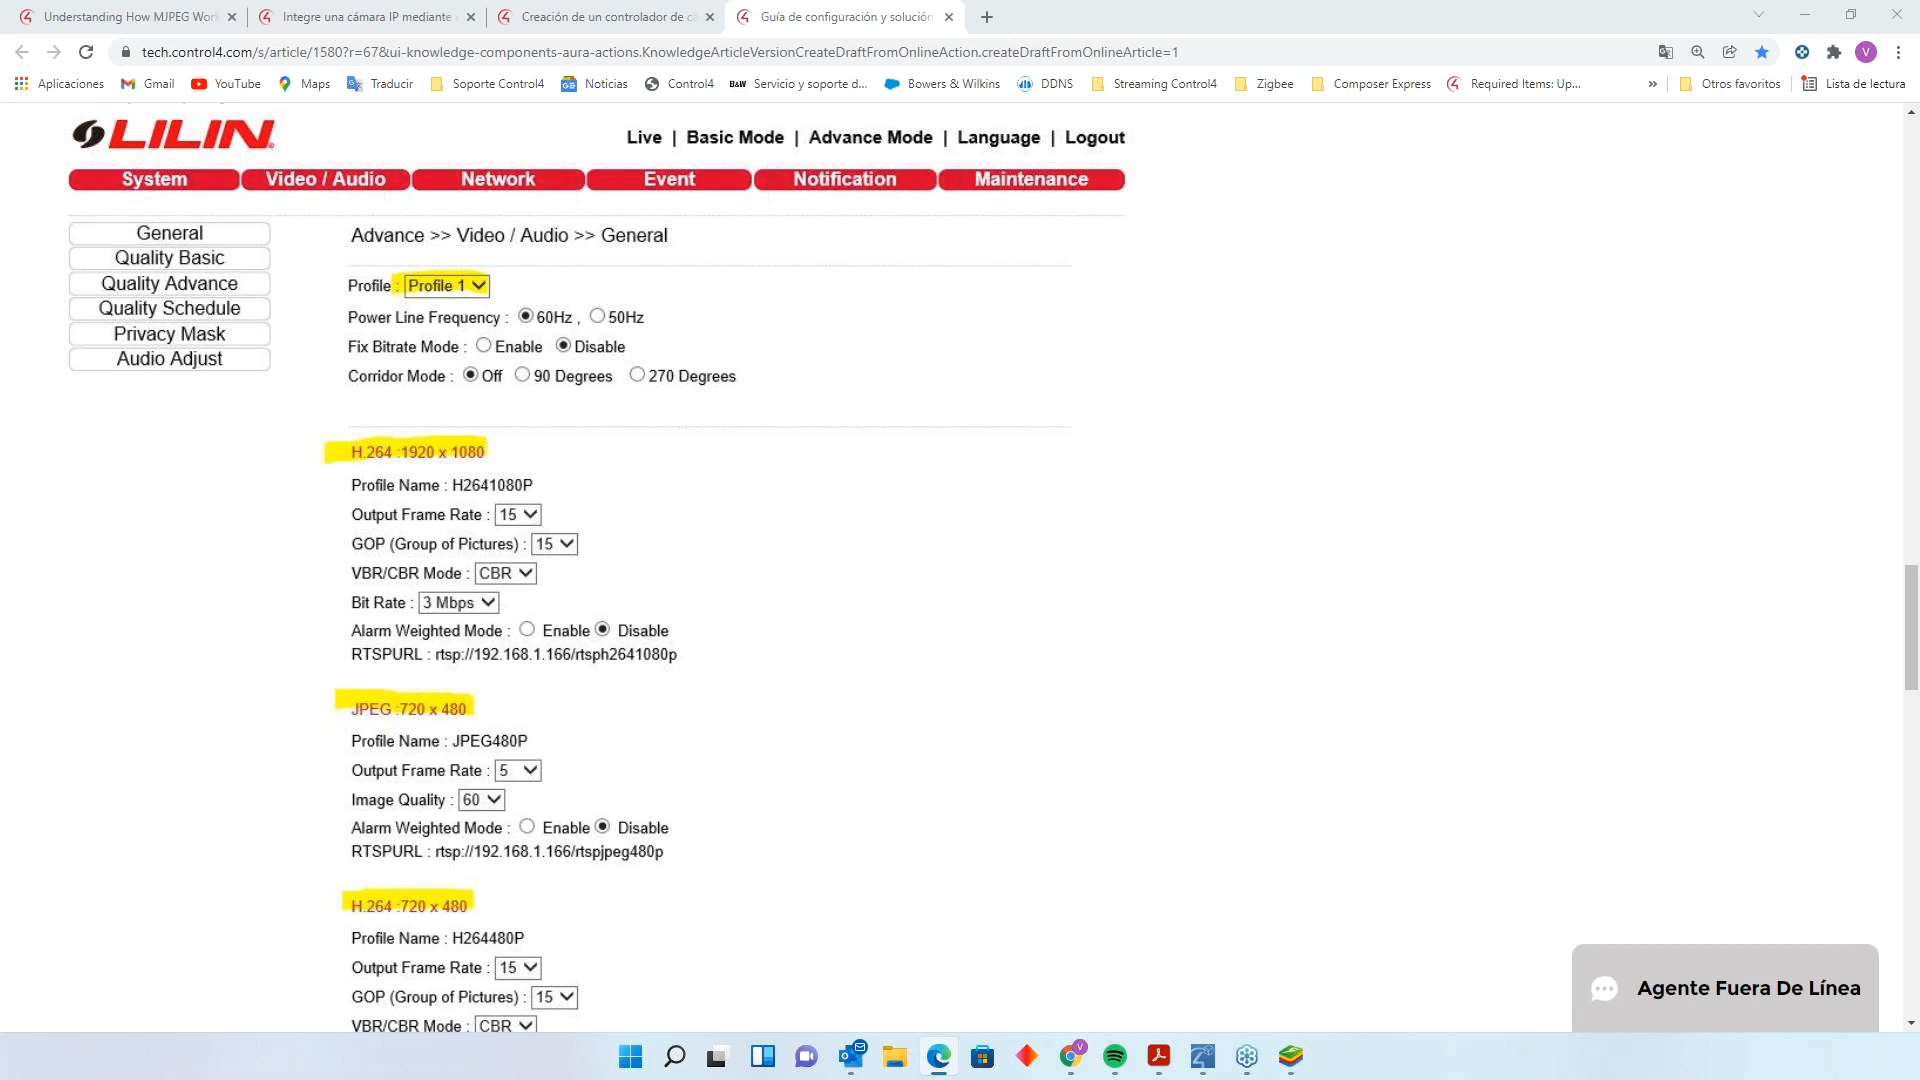 Understanding How MJPEG Wor
Integre una cámara IP mediante
Creación de un controlador de c
Guía de configuración y solución
tech.control4.com/s/article/1580?r=67&ui-knowledge-components-aura-actions.KnowledgeArticleVersionCreateDraftFromOnlineAction.createDraftFromOnlineArticle=1
V
Aplicaciones Gmail YouTube Maps Traducir Soporte Control4 Noticias Control4 B&W Servicio y soporte d... Bowers & Wilkins DDNS Streaming Control4 Zigbee Composer Express Required Items: Up... » Otros favoritos Lista de lectura
LILIN
Live | Basic Mode | Advance Mode | Language | Logout
System Video / Audio Network Event Notification Maintenance
General
Quality Basic
Quality Advance
Quality Schedule
Privacy Mask
Audio Adjust
Advance >> Video / Audio >> General
Profile : Profile 1
Power Line Frequency : 60Hz , 50Hz
Fix Bitrate Mode : Enable Disable
Corridor Mode : Off 90 Degrees 270 Degrees
H.264 :1920 x 1080
Profile Name : H2641080P
Output Frame Rate : 15
GOP (Group of Pictures) : 15
VBR/CBR Mode : CBR
Bit Rate : 3 Mbps
Alarm Weighted Mode : Enable Disable
RTSPURL : rtsp://192.168.1.166/rtsph2641080p
JPEG :720 x 480
Profile Name : JPEG480P
Output Frame Rate : 5
Image Quality : 60
Alarm Weighted Mode : Enable Disable
RTSPURL : rtsp://192.168.1.166/rtspjpeg480p
H.264 :720 x 480
Profile Name : H264480P
Output Frame Rate : 15
GOP (Group of Pictures) : 15
VBR/CBR Mode : CBR
Agente Fuera De Línea
V